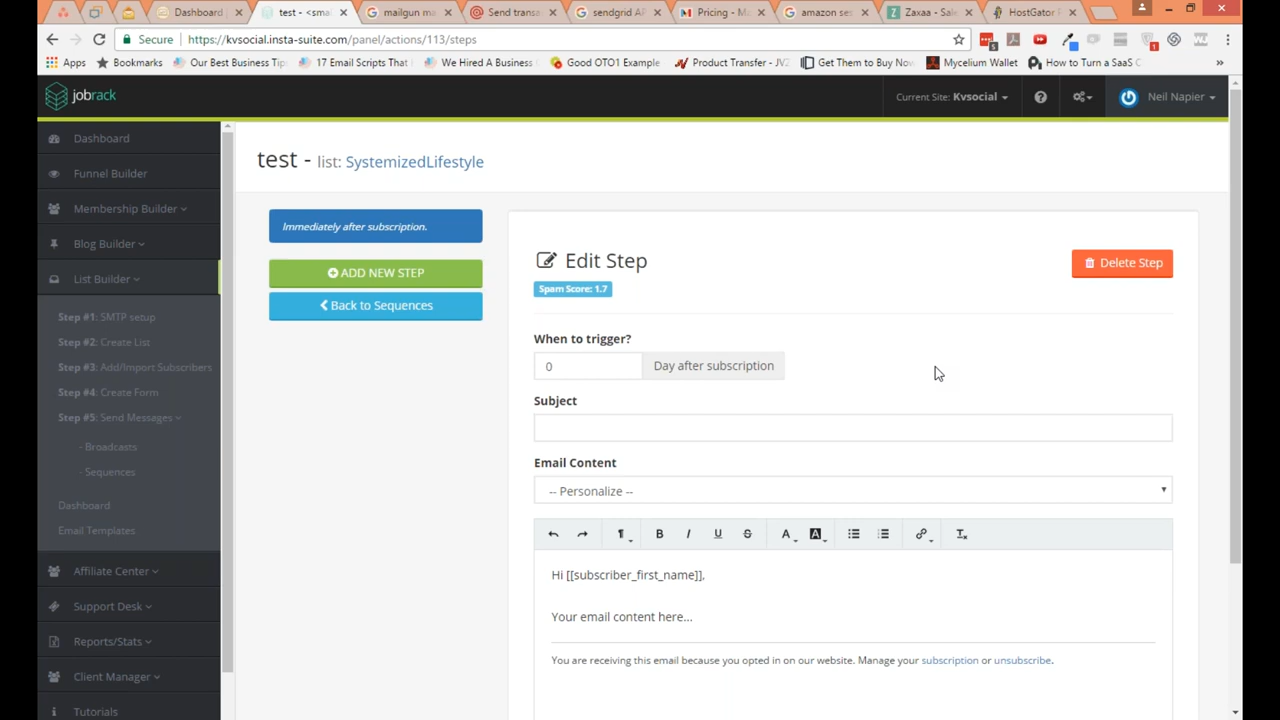 Dashboard
test - <sma
mailgun ma
Send transa
sendgrid AP
Pricing - Ma
amazon ses
Zaxaa - Sale
HostGator P
Secure
https://kvsocial.insta-suite.com/panel/actions/113/steps
Apps
Bookmarks
Our Best Business Tip
17 Email Scripts That
We Hired A Business
Good OTO1 Example
Product Transfer - JVZ
Get Them to Buy Now
Mycelium Wallet
How to Turn a SaaS C
»
jobrack
Current Site: Kvsocial
Neil Napier
Dashboard
Funnel Builder
Membership Builder
Blog Builder
List Builder
Step #1: SMTP setup
Step #2: Create List
Step #3: Add/Import Subscribers
Step #4: Create Form
Step #5: Send Messages
- Broadcasts
- Sequences
Dashboard
Email Templates
Affiliate Center
Support Desk
Reports/Stats
Client Manager
Tutorials
test - list: SystemizedLifestyle
Immediately after subscription.
ADD NEW STEP
Back to Sequences
Edit Step
Delete Step
Spam Score: 1.7
When to trigger?
0
Day after subscription
Subject
Email Content
-- Personalize --
B I U S A A
Hi [[subscriber_first_name]],
Your email content here...
You are receiving this email because you opted in on our website. Manage your subscription or unsubscribe.